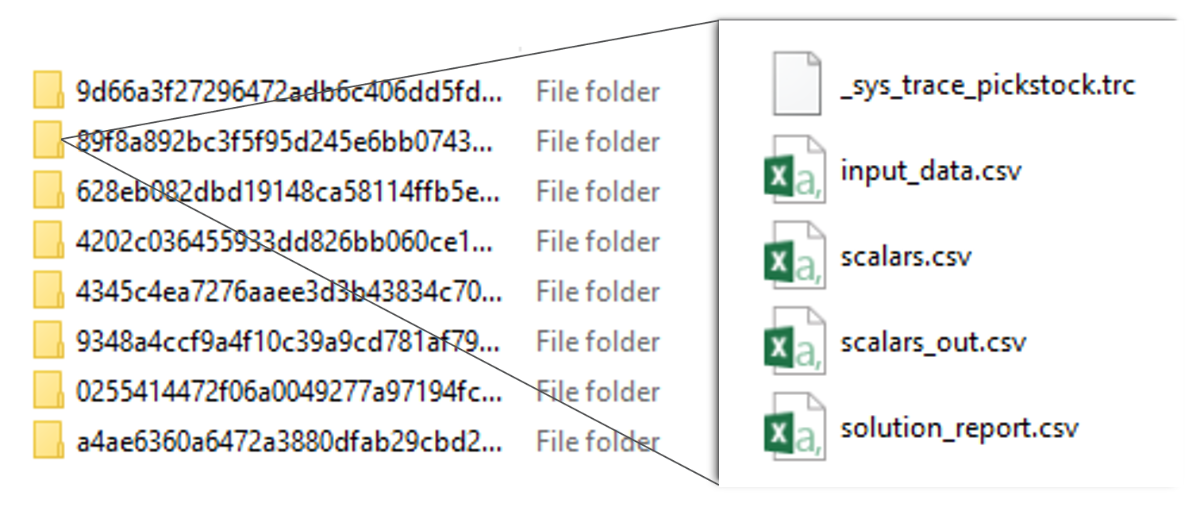 9d66a3f27296472adb6c406dd5fd... File folder
89f8a892bc3f5f95d245e6bb0743... File folder
628eb082dbd19148ca58114ffb5e... File folder
4202c036455933dd826bb060ce1... File folder
4345c4ea7276aaee3d3b43834c70... File folder
9348a4ccf9a4f10c39a9cd781af79... File folder
0255414472f06a0049277a97194fc... File folder
a4ae6360a6472a3880dfab29cbd2... File folder
_sys_trace_pickstock.trc
input_data.csv
scalars.csv
scalars_out.csv
solution_report.csv